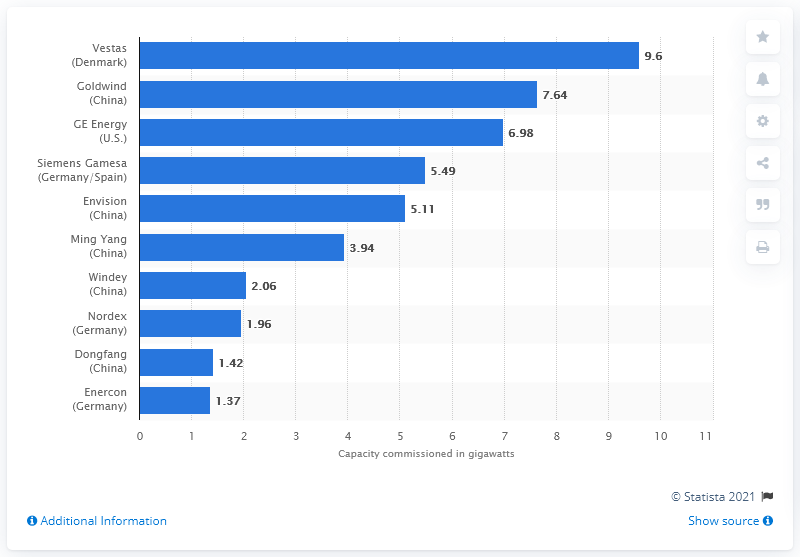 Vestas
(Denmark)
9.6
Goldwind
(China)
7.64
GE Energy
(U.S.)
6.98
Siemens Gamesa
(Germany/Spain)
5.49
Envision
(China)
5.11
Ming Yang
(China)
3.94
Windey
(China)
2.06
Nordex
(Germany)
1.96
Dongfang
(China)
1.42
Enercon
(Germany)
1.37
0 1 2 3 4 5 6 7 8 9 10 11
Capacity commissioned in gigawatts
© Statista 2021
Additional Information
Show source